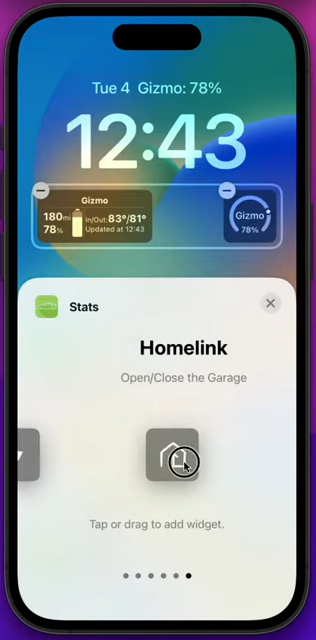 Tue 4 Gizmo: 78%
12:43
Gizmo
180mi
78%
In/Out:83°/81°
Updated at 12:43
Gizmo
78%
Stats
Homelink
Open/Close the Garage
Tap or drag to add widget.